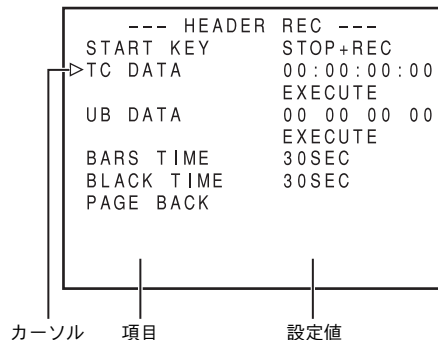 --- HEADER REC ---
START KEY STOP+REC
▷TC DATA 00:00:00:00
EXECUTE
UB DATA 00 00 00 00
EXECUTE
BARS TIME 30SEC
BLACK TIME 30SEC
PAGE BACK
カーソル 項目 設定値